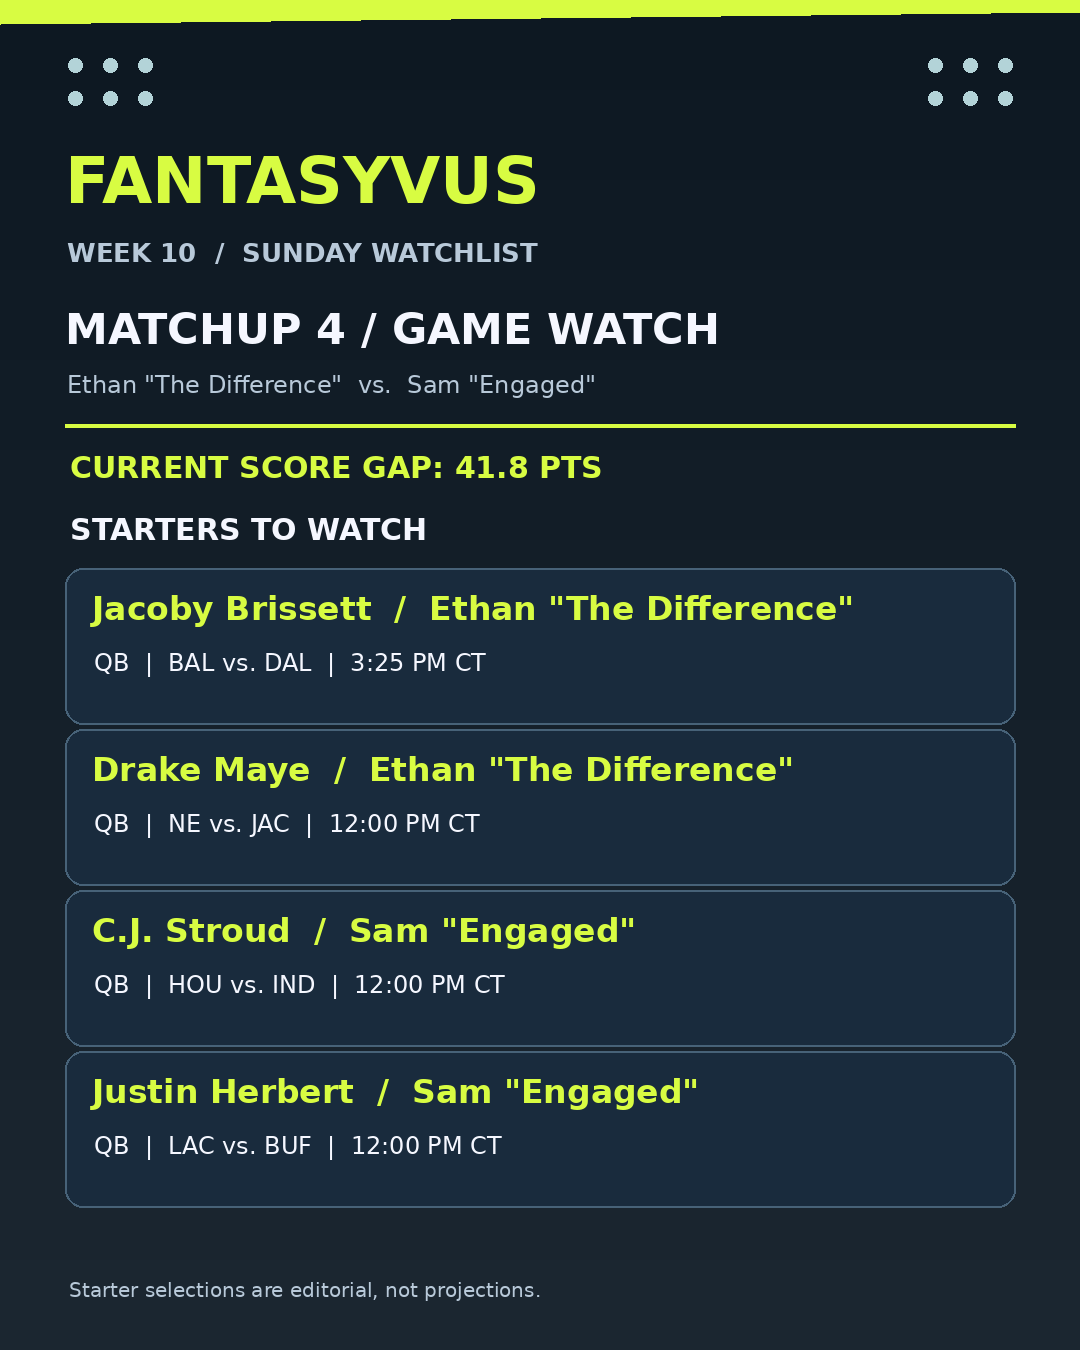 FANTASYVUS
WEEK 10 / SUNDAY WATCHLIST
MATCHUP 4 / GAME WATCH
Ethan "The Difference" vs. Sam "Engaged"
CURRENT SCORE GAP: 41.8 PTS
STARTERS TO WATCH
Jacoby Brissett / Ethan "The Difference"
QB | BAL vs. DAL | 3:25 PM CT
Drake Maye / Ethan "The Difference"
QB | NE vs. JAC | 12:00 PM CT
C.J. Stroud / Sam "Engaged"
QB | HOU vs. IND | 12:00 PM CT
Justin Herbert / Sam "Engaged"
QB | LAC vs. BUF | 12:00 PM CT
Starter selections are editorial, not projections.